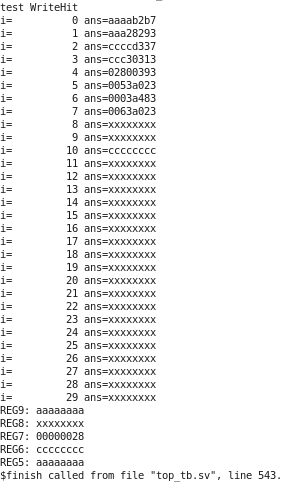 test WriteHit
i=          0 ans=aaaab2b7
i=          1 ans=aaa28293
i=          2 ans=ccccd337
i=          3 ans=ccc30313
i=          4 ans=02800393
i=          5 ans=0053a023
i=          6 ans=0003a483
i=          7 ans=0063a023
i=          8 ans=xxxxxxxx
i=          9 ans=xxxxxxxx
i=         10 ans=cccccccc
i=         11 ans=xxxxxxxx
i=         12 ans=xxxxxxxx
i=         13 ans=xxxxxxxx
i=         14 ans=xxxxxxxx
i=         15 ans=xxxxxxxx
i=         16 ans=xxxxxxxx
i=         17 ans=xxxxxxxx
i=         18 ans=xxxxxxxx
i=         19 ans=xxxxxxxx
i=         20 ans=xxxxxxxx
i=         21 ans=xxxxxxxx
i=         22 ans=xxxxxxxx
i=         23 ans=xxxxxxxx
i=         24 ans=xxxxxxxx
i=         25 ans=xxxxxxxx
i=         26 ans=xxxxxxxx
i=         27 ans=xxxxxxxx
i=         28 ans=xxxxxxxx
i=         29 ans=xxxxxxxx
REG9: aaaaaaaa
REG8: xxxxxxxx
REG7: 00000028
REG6: cccccccc
REG5: aaaaaaaa
$finish called from file "top_tb.sv", line 543.